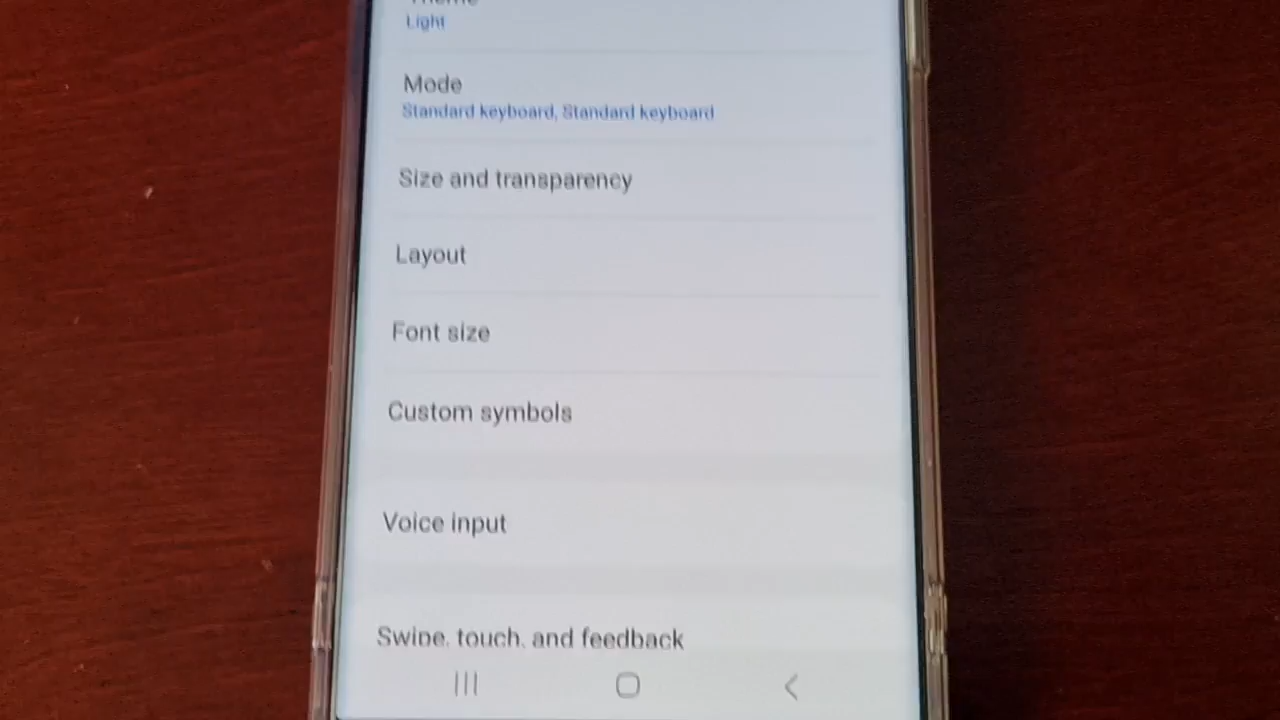 Theme
Light
Mode
Standard keyboard, Standard keyboard
Size and transparency
Layout
Font size
Custom symbols
Voice input
Swipe, touch, and feedback